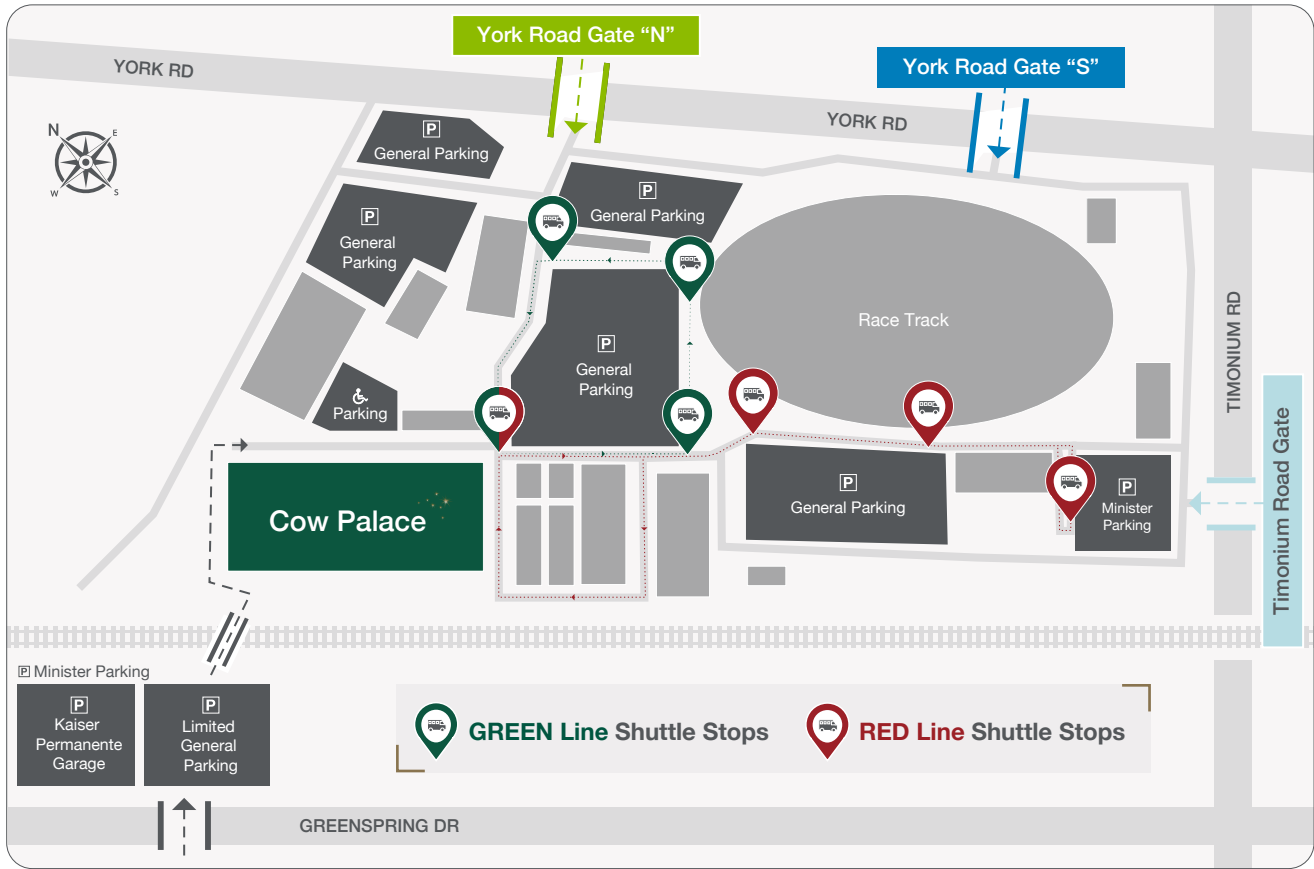 York Road Gate “N”
York Road Gate “S”
YORK RD
YORK RD
N
E
W
S
P
General Parking
P
General Parking
P
General
Parking
P
General
Parking
Race Track
TIMONIUM RD
Parking
Cow Palace
P
General Parking
P
Minister
Parking
Timonium Road Gate
P Minister Parking
P
Kaiser
Permanente
Garage
P
Limited
General
Parking
GREEN Line Shuttle Stops
RED Line Shuttle Stops
GREENSPRING DR